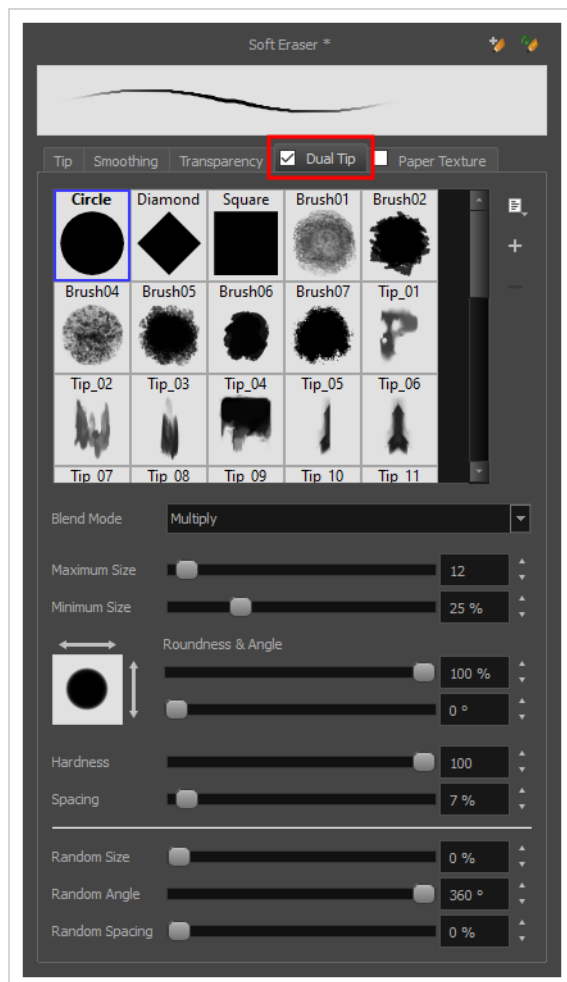 Soft Eraser *
Tip Smoothing Transparency Dual Tip Paper Texture
Circle Diamond Square Brush01 Brush02
Brush04 Brush05 Brush06 Brush07 Tip_01
Tip_02 Tip_03 Tip_04 Tip_05 Tip_06
Tip_07 Tip_08 Tip_09 Tip_10 Tip_11
Blend Mode Multiply
Maximum Size 12
Minimum Size 25 %
Roundness & Angle
100 %
0 °
Hardness 100
Spacing 7 %
Random Size 0 %
Random Angle 360 °
Random Spacing 0 %